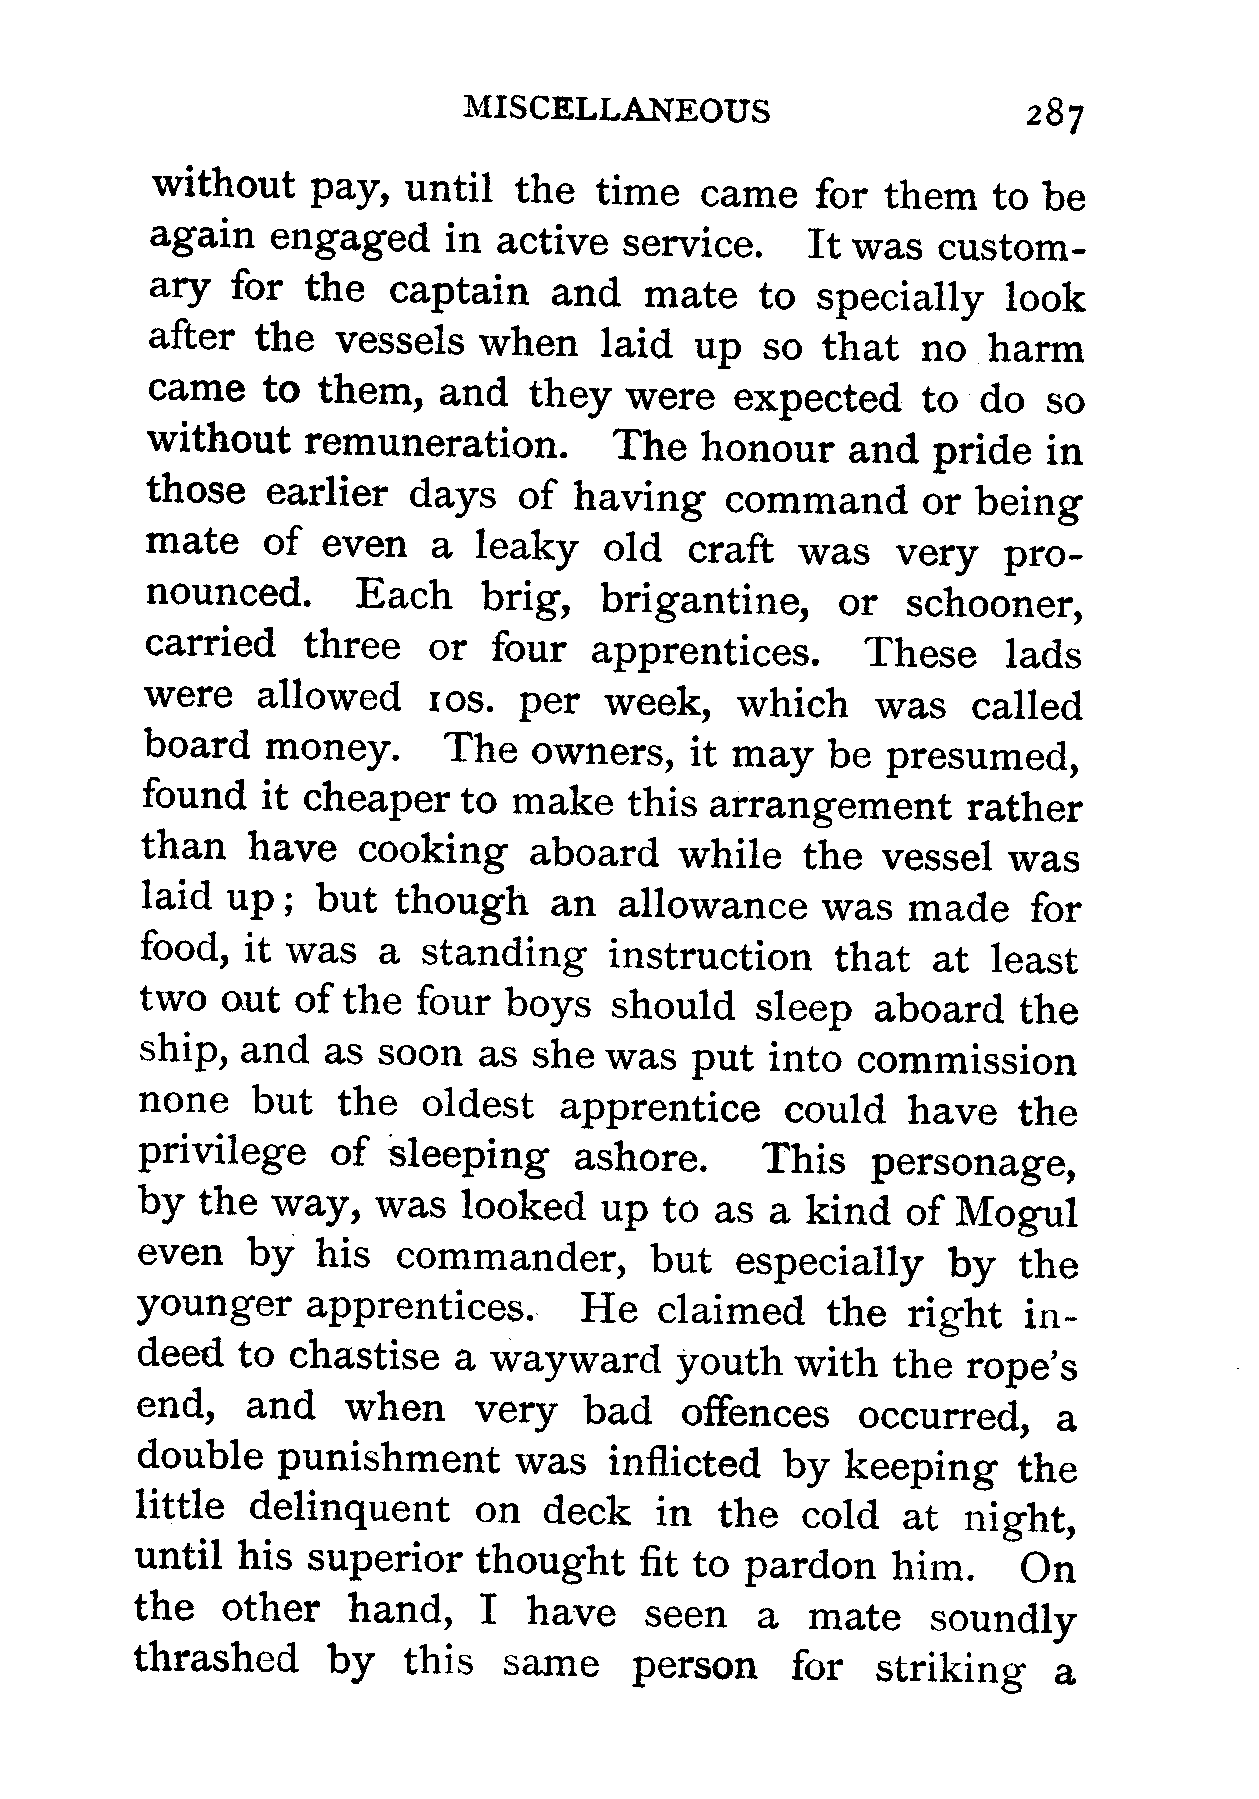 MISCELLANEOUS 287
without pay, until the time came for them to be
again engaged in active service. It was custom-
ary for the captain and mate to specially look
after the vessels when laid up so that no harm
came to them, and they were expected to do so
without remuneration. The honour and pride in
those earlier days of having command or being
mate of even a leaky old craft was very pro-
nounced. Each brig, brigantine, or schooner,
carried three or four apprentices. These lads
were allowed 10s. per week, which was called
board money. The owners, it may be presumed,
found it cheaper to make this arrangement rather
than have cooking aboard while the vessel was
laid up; but though an allowance was made for
food, it was a standing instruction that at least
two out of the four boys should sleep aboard the
ship, and as soon as she was put into commission
none but the oldest apprentice could have the
privilege of sleeping ashore. This personage,
by the way, was looked up to as a kind of Mogul
even by his commander, but especially by the
younger apprentices. He claimed the right in-
deed to chastise a wayward youth with the rope's
end, and when very bad offences occurred, a
double punishment was inflicted by keeping the
little delinquent on deck in the cold at night,
until his superior thought fit to pardon him. On
the other hand, I have seen a mate soundly
thrashed by this same person for striking a